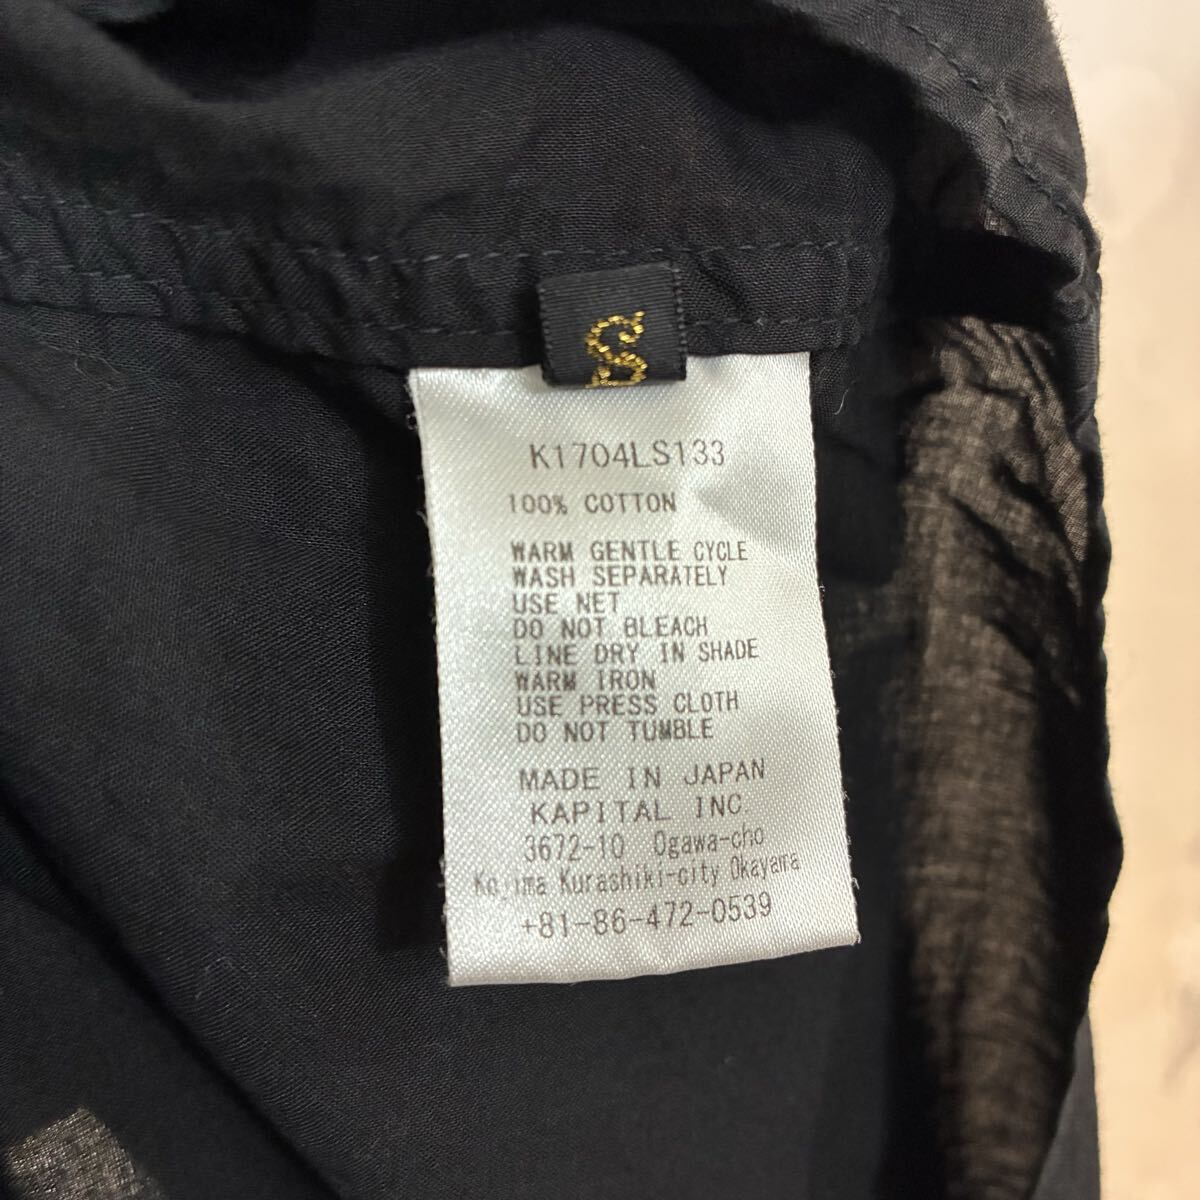 S
K1704LS133
100% COTTON
WARM GENTLE CYCLE
WASH SEPARATELY
USE NET
DO NOT BLEACH
LINE DRY IN SHADE
WARM IRON
USE PRESS CLOTH
DO NOT TUMBLE
MADE IN JAPAN
KAPITAL INC.
3672-10 Ogawa-cho
Kojima Kurashiki-city Okayama
+81-86-472-0539